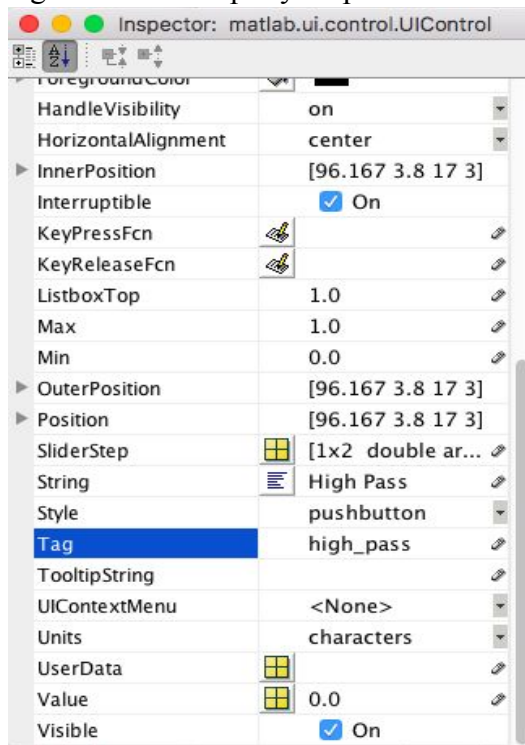 Inspector: matlab.ui.control.UIControl
ForegroundColor
HandleVisibility on
HorizontalAlignment center
InnerPosition [96.167 3.8 17 3]
Interruptible On
KeyPressFcn
KeyReleaseFcn
ListboxTop 1.0
Max 1.0
Min 0.0
OuterPosition [96.167 3.8 17 3]
Position [96.167 3.8 17 3]
SliderStep [1x2 double ar...
String High Pass
Style pushbutton
Tag high_pass
TooltipString
UIContextMenu <None>
Units characters
UserData
Value 0.0
Visible On